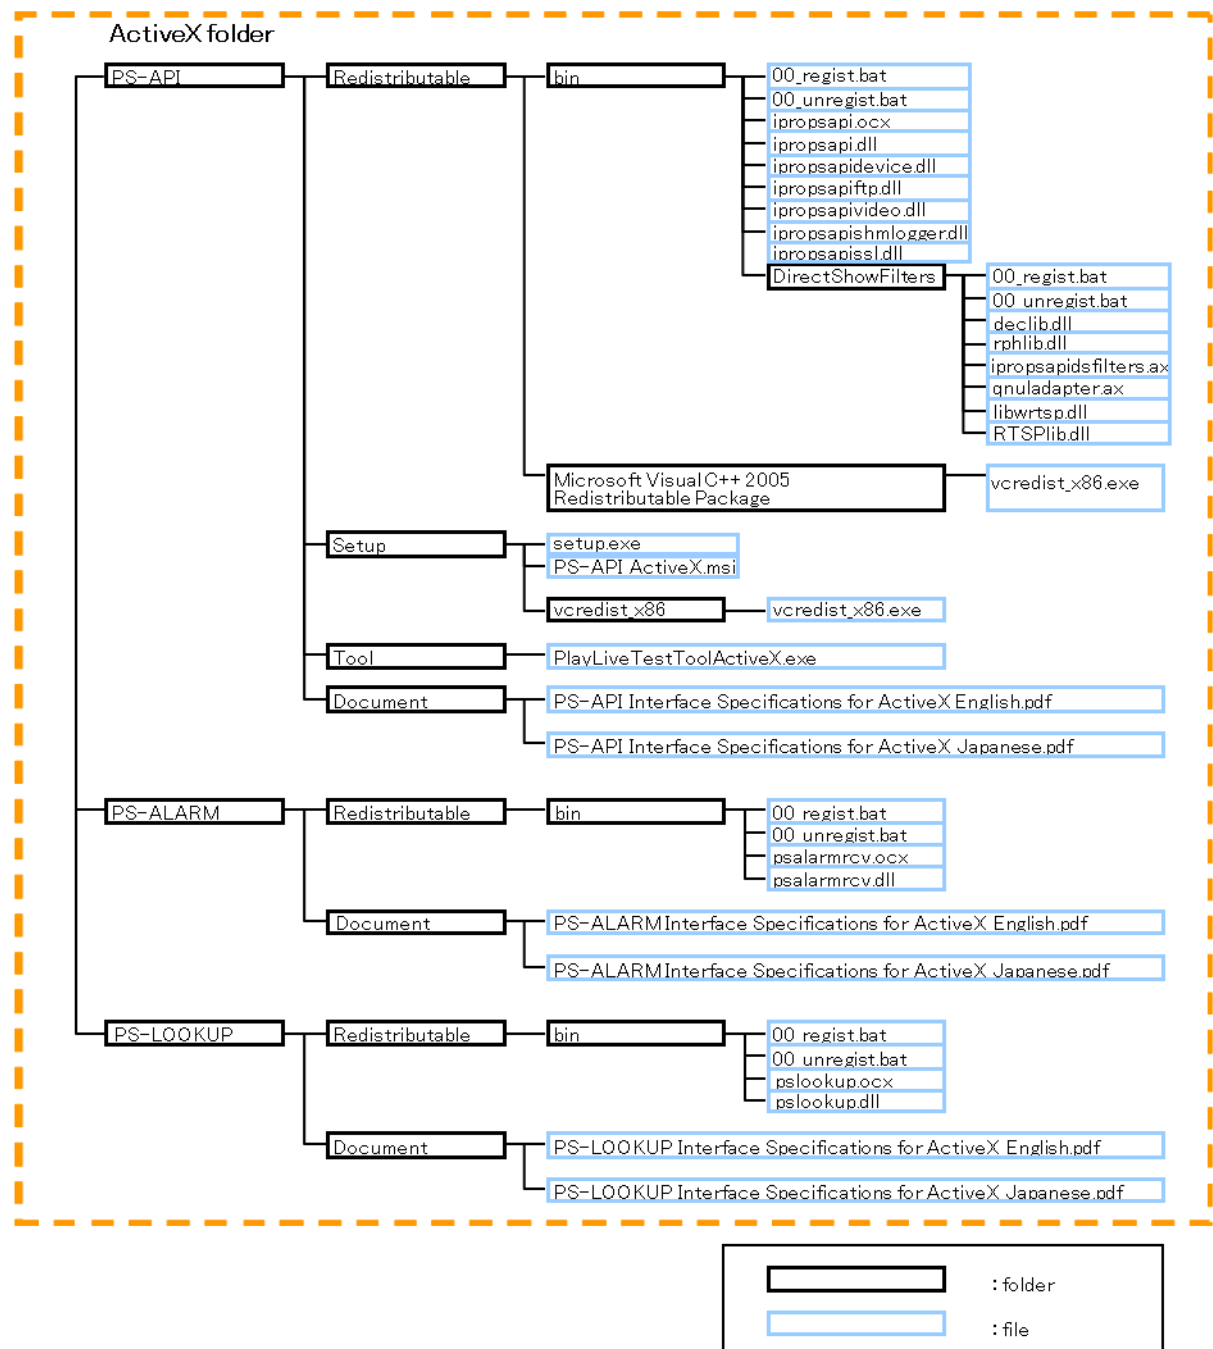 ActiveX folder
PS-API
Redistributable
bin
00_regist.bat
00_unregist.bat
ipropsapi.ocx
ipropsapi.dll
ipropsapidevice.dll
ipropsapiftp.dll
ipropsapivideo.dll
ipropsapishmlogger.dll
ipropsapissl.dll
DirectShowFilters
00_regist.bat
00_unregist.bat
declib.dll
rphlib.dll
ipropsapidsfilters.ax
qnuladapter.ax
libwrtsp.dll
RTSPlib.dll
Microsoft Visual C++ 2005
Redistributable Package
vcredist_x86.exe
Setup
setup.exe
PS-API ActiveX.msi
vcredist_x86
vcredist_x86.exe
Tool
PlayLiveTestToolActiveX.exe
Document
PS-API Interface Specifications for ActiveX English.pdf
PS-API Interface Specifications for ActiveX Japanese.pdf
PS-ALARM
Redistributable
bin
00_regist.bat
00_unregist.bat
psalarmrcv.ocx
psalarmrcv.dll
Document
PS-ALARM Interface Specifications for ActiveX English.pdf
PS-ALARM Interface Specifications for ActiveX Japanese.pdf
PS-LOOKUP
Redistributable
bin
00_regist.bat
00_unregist.bat
pslookup.ocx
pslookup.dll
Document
PS-LOOKUP Interface Specifications for ActiveX English.pdf
PS-LOOKUP Interface Specifications for ActiveX Japanese.pdf
: folder
: file